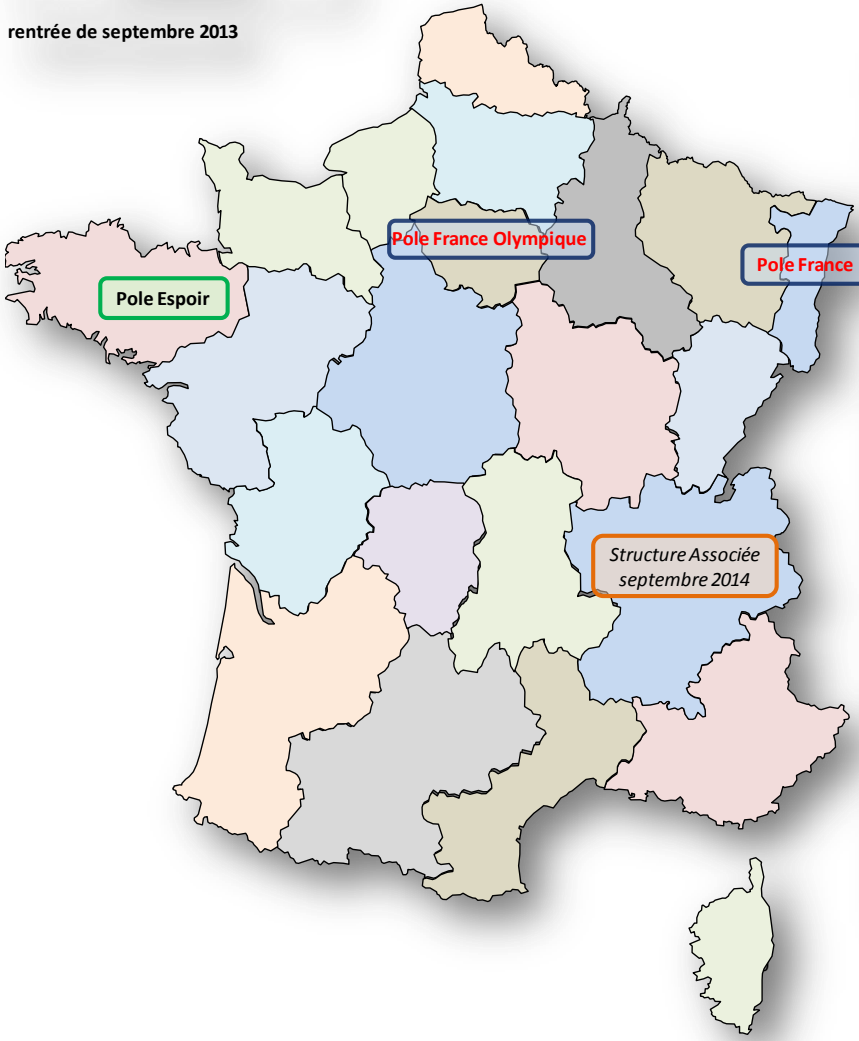 rentrée de septembre 2013
Pole France Olympique
Pole France
Pole Espoir
Structure Associée
septembre 2014